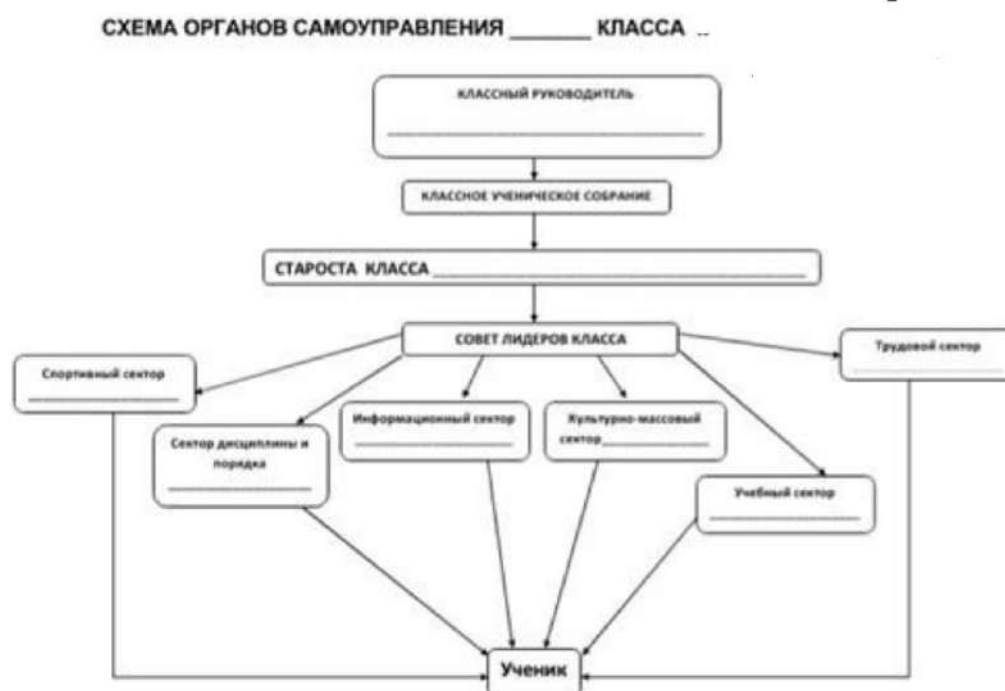 СХЕМА ОРГАНОВ САМОУПРАВЛЕНИЯ _______ КЛАССА ..
КЛАССНЫЙ РУКОВОДИТЕЛЬ
КЛАССНОЕ УЧЕНИЧЕСКОЕ СОБРАНИЕ
СТАРОСТА КЛАССА
СОВЕТ ЛИДЕРОВ КЛАССА
Спортивный сектор
Сектор дисциплины и
порядка
Информационный сектор
Культурно-массовый
сектор
Учебный сектор
Трудовой сектор
Ученик